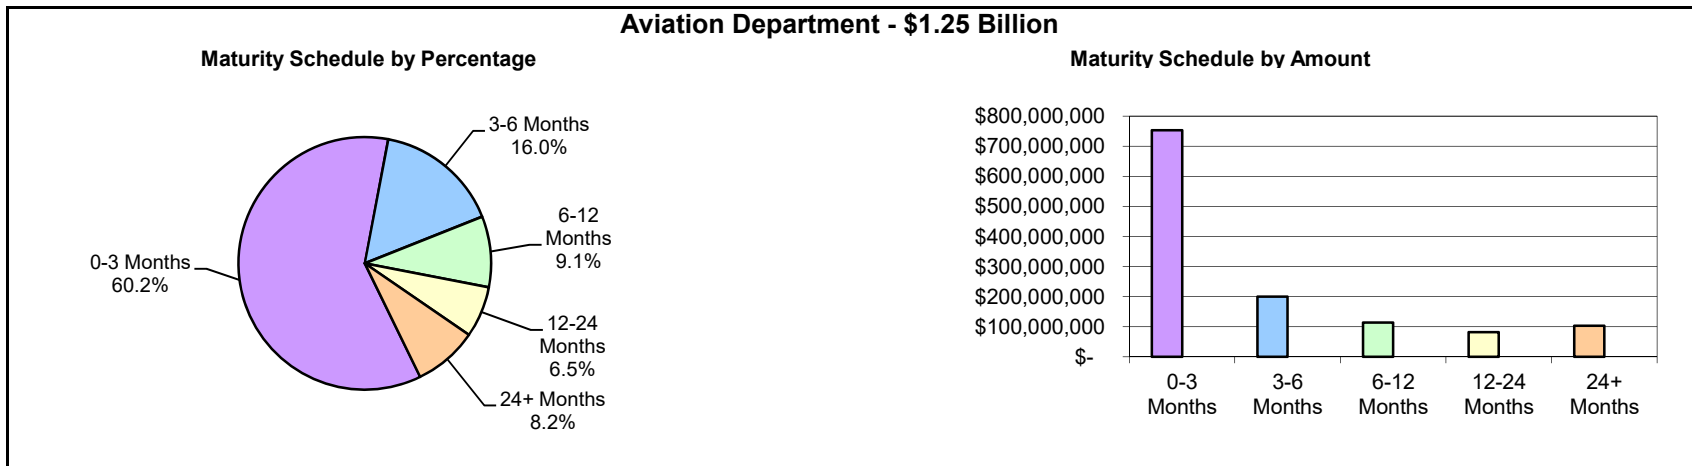 Aviation Department - $1.25 Billion
Maturity Schedule by Percentage
3-6 Months
16.0%
6-12
Months
9.1%
0-3 Months
60.2%
12-24
Months
6.5%
24+ Months
8.2%
Maturity Schedule by Amount
$800,000,000
$700,000,000
$600,000,000
$500,000,000
$400,000,000
$300,000,000
$200,000,000
$100,000,000
$-
0-3 3-6 6-12 12-24 24+
Months Months Months Months Months